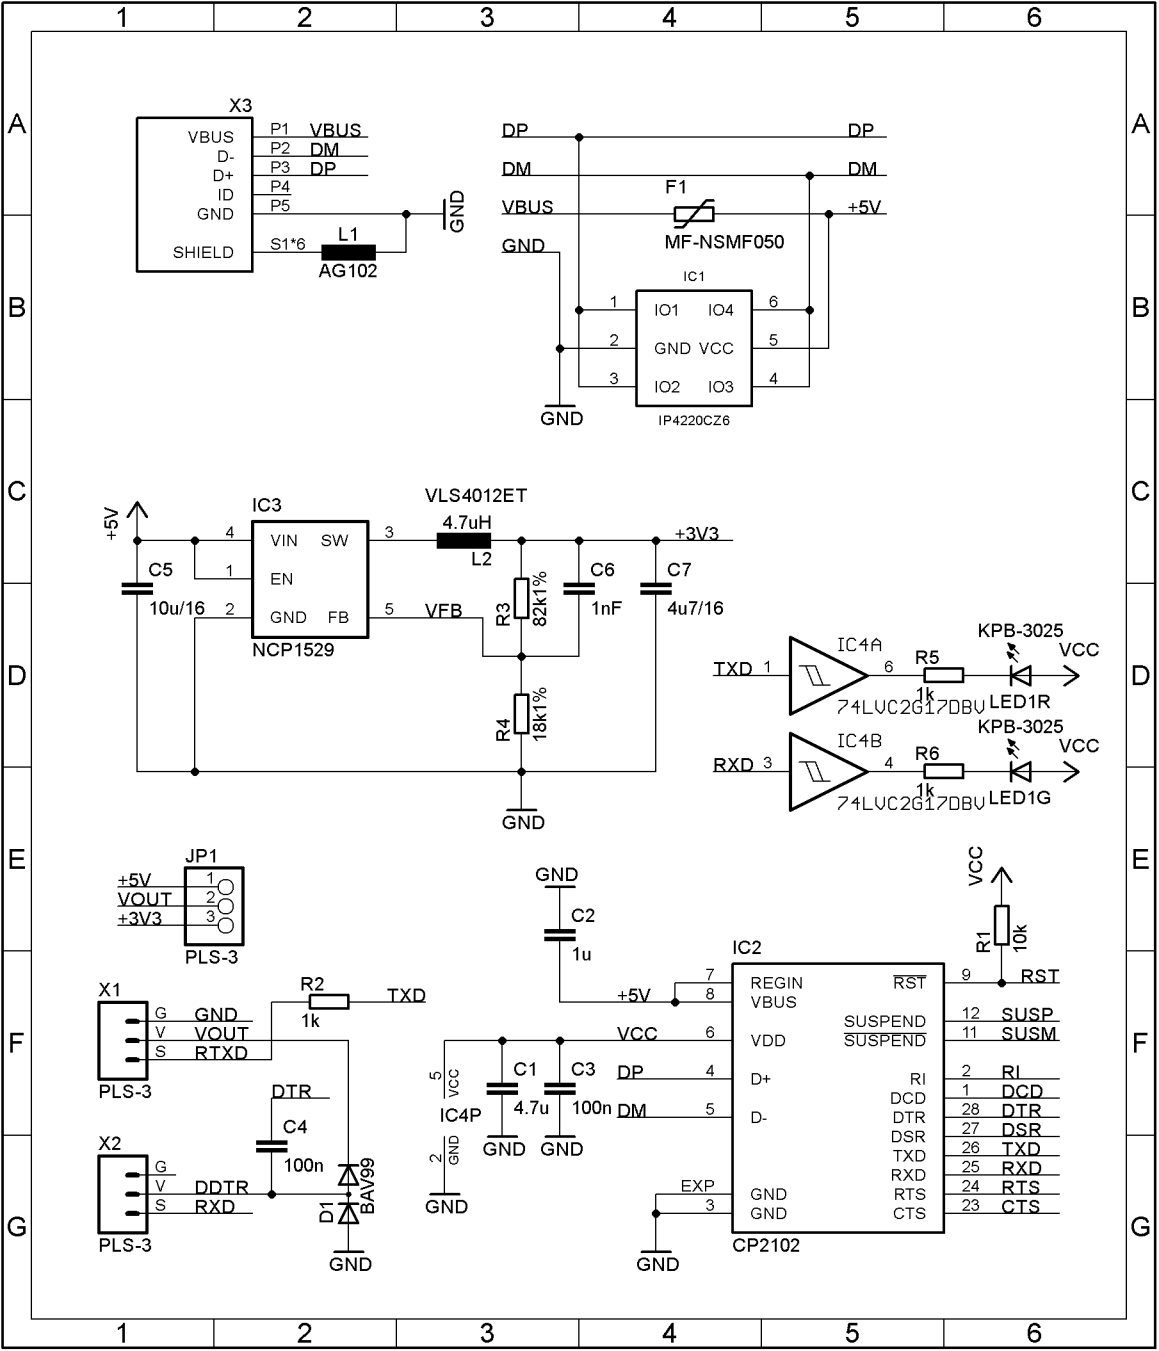 1 2 3 4 5 6
A A
X3
VBUS P1 VBUS
D- P2 DM
D+ P3 DP
ID P4
GND P5
GND
SHIELD S1*6
L1
AG102
DP DP
DM DM
F1
VBUS +5V
MF-NSMF050
GND
IC1
1 IO1 IO4 6
2 GND VCC 5
3 IO2 IO3 4
GND
IP4220CZ6
B B
C C
+5V
IC3
4 VIN SW 3
1 EN
2 GND FB 5
NCP1529
C5
10u/16
VLS4012ET
4.7uH
L2
+3V3
VFB
R3
82k1%
C6
1nF
C7
4u7/16
R4
18k1%
GND
D D
TXD 1
IC4A
6
74LVC2G17DBV
R5
1k
KPB-3025
LED1R
VCC
RXD 3
IC4B
4
74LVC2G17DBV
R6
1k
KPB-3025
LED1G
VCC
E E
JP1
+5V 1
VOUT 2
+3V3 3
PLS-3
GND
C2
1u
VCC
R1
10k
F F
X1
G GND
V VOUT
S RTXD
PLS-3
R2
1k
TXD
DTR
C4
100n
X2
G
V DDTR
S RXD
PLS-3
D1
BAV99
GND
5
VCC
IC4P
2
GND
GND
C1
4.7u
GND
C3
100n
GND
IC2
7 REGIN
+5V 8 VBUS
VCC 6 VDD
DP 4 D+
DM 5 D-
EXP GND
3 GND
GND
RST 9 RST
SUSPEND 12 SUSP
SUSPEND 11 SUSM
RI 2 RI
DCD 1 DCD
DTR 28 DTR
DSR 27 DSR
TXD 26 TXD
RXD 25 RXD
RTS 24 RTS
CTS 23 CTS
CP2102
G G
1 2 3 4 5 6